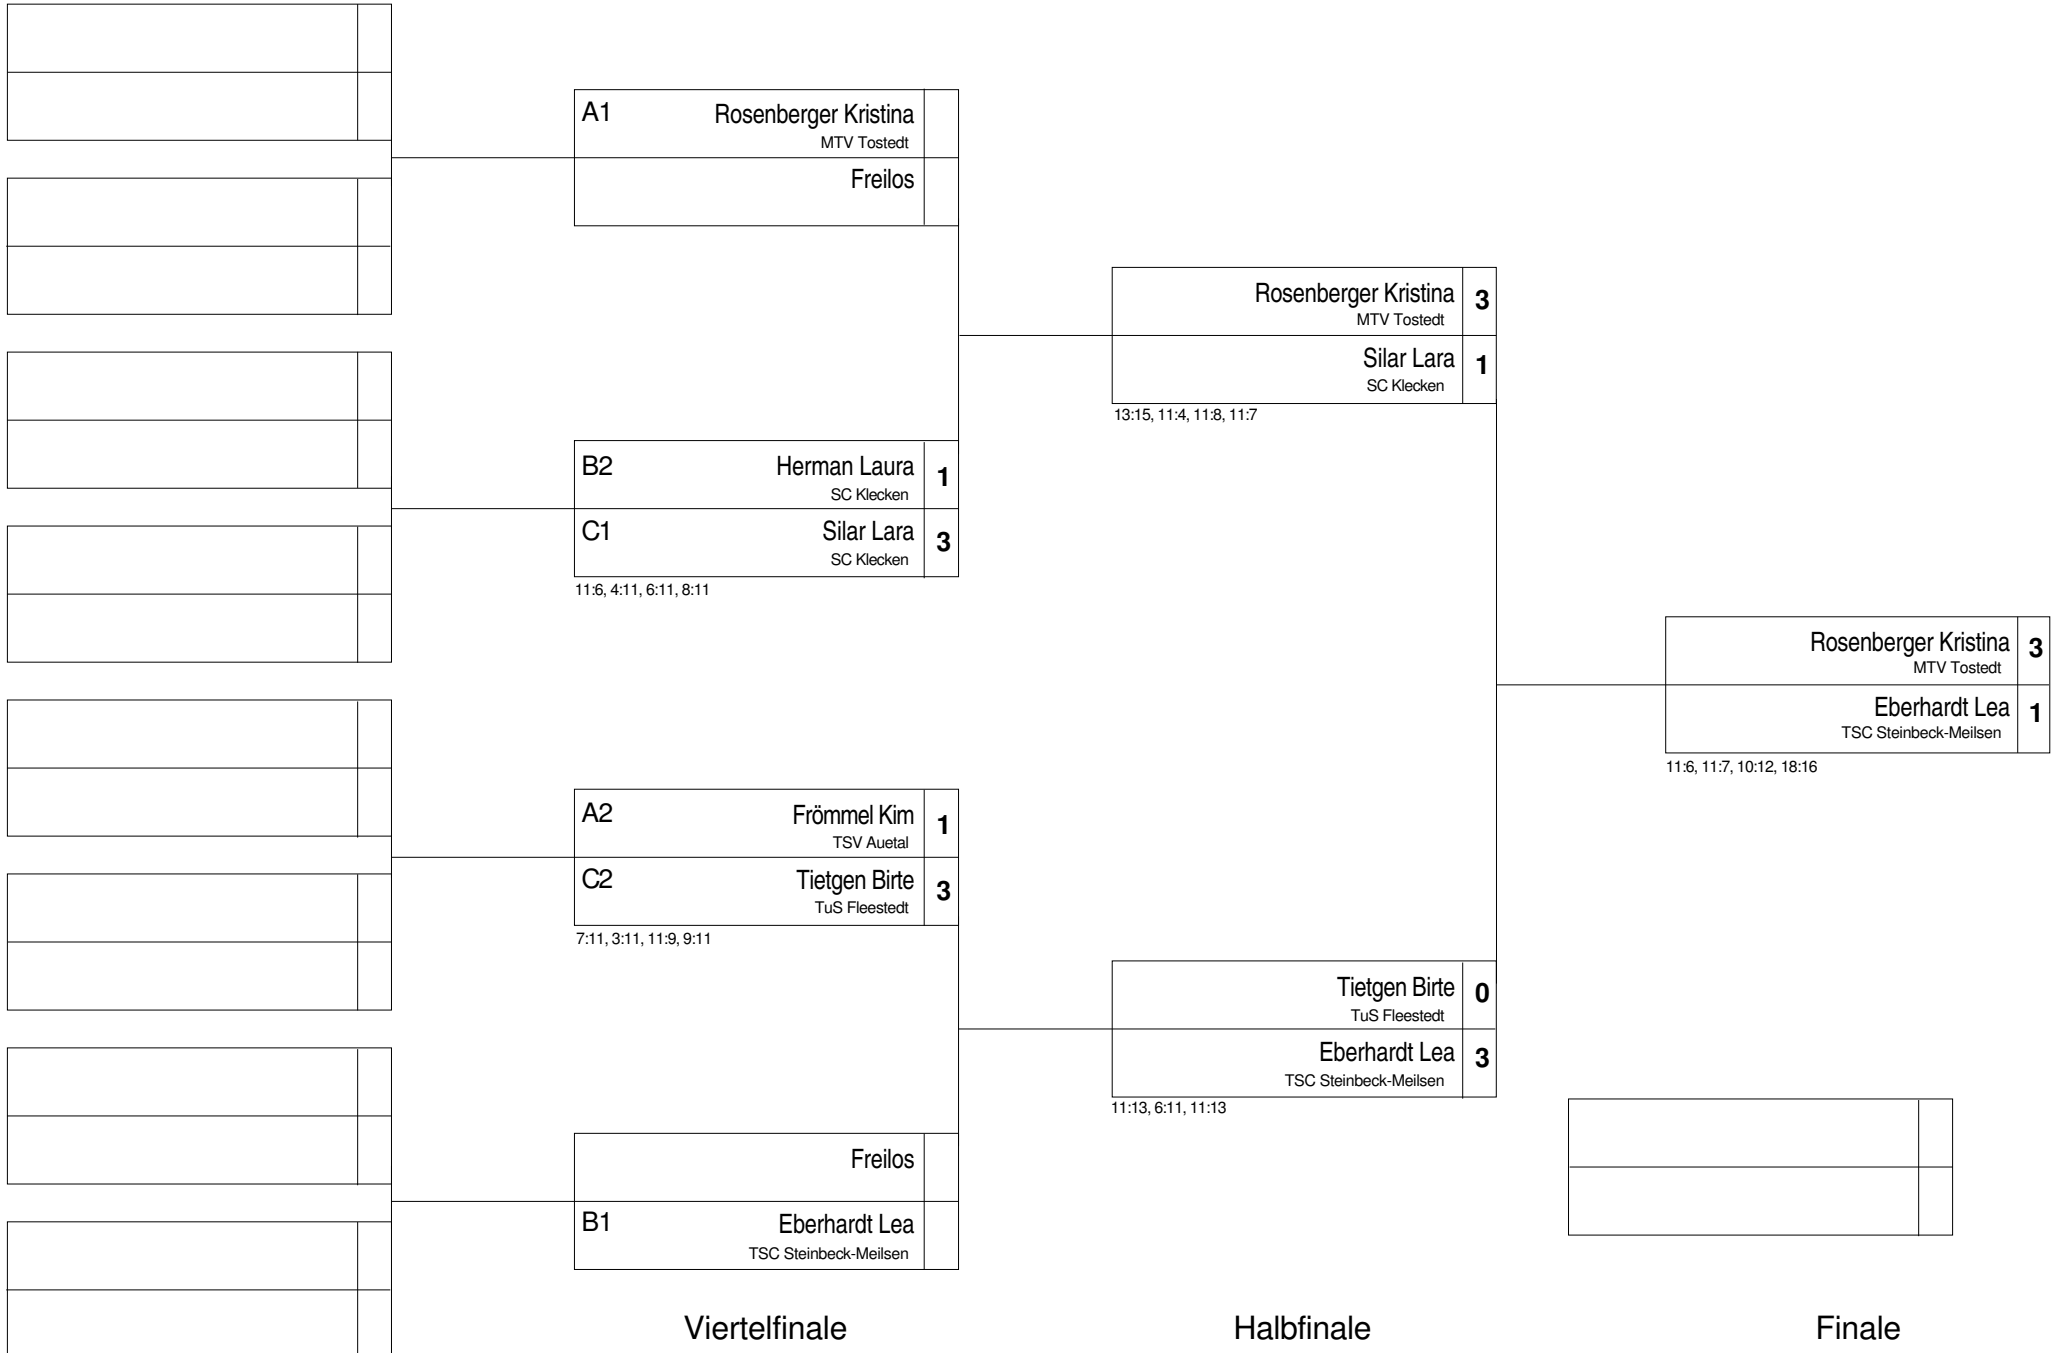 A1 Rosenberger Kristina
MTV Tostedt
Freilos
B2 Herman Laura 1
SC Klecken
C1 Silar Lara 3
SC Klecken
11:6, 4:11, 6:11, 8:11
A2 Frömmel Kim 1
TSV Auetal
C2 Tietgen Birte 3
TuS Fleestedt
7:11, 3:11, 11:9, 9:11
Freilos
B1 Eberhardt Lea
TSC Steinbeck-Meilsen
Viertelfinale
Rosenberger Kristina 3
MTV Tostedt
Silar Lara 1
SC Klecken
13:15, 11:4, 11:8, 11:7
Tietgen Birte 0
TuS Fleestedt
Eberhardt Lea 3
TSC Steinbeck-Meilsen
11:13, 6:11, 11:13
Halbfinale
Rosenberger Kristina 3
MTV Tostedt
Eberhardt Lea 1
TSC Steinbeck-Meilsen
11:6, 11:7, 10:12, 18:16
Finale